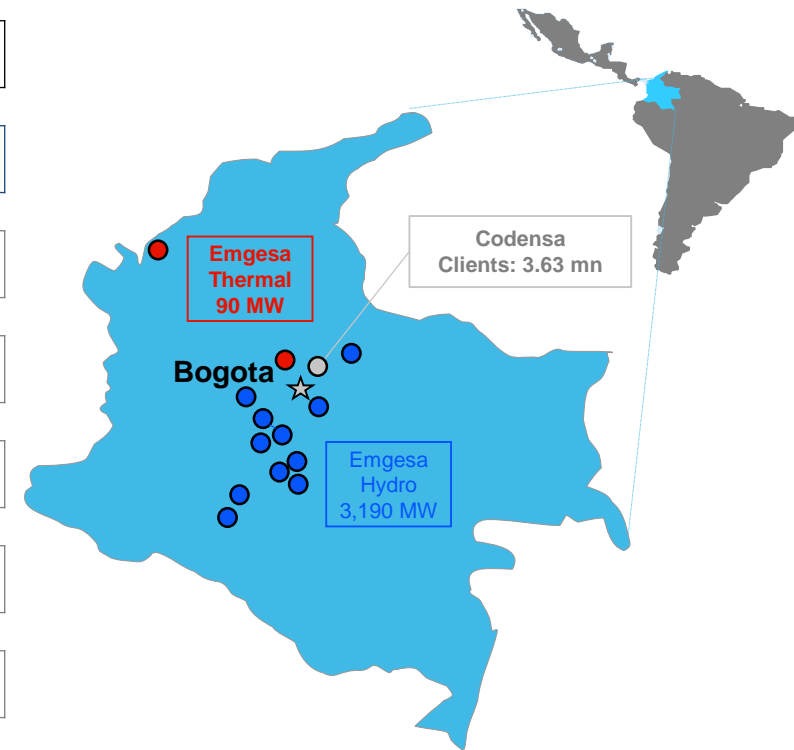 Emgesa
Thermal
90 MW
Codensa
Clients: 3.63 mn
Bogota
Emgesa
Hydro
3,190 MW